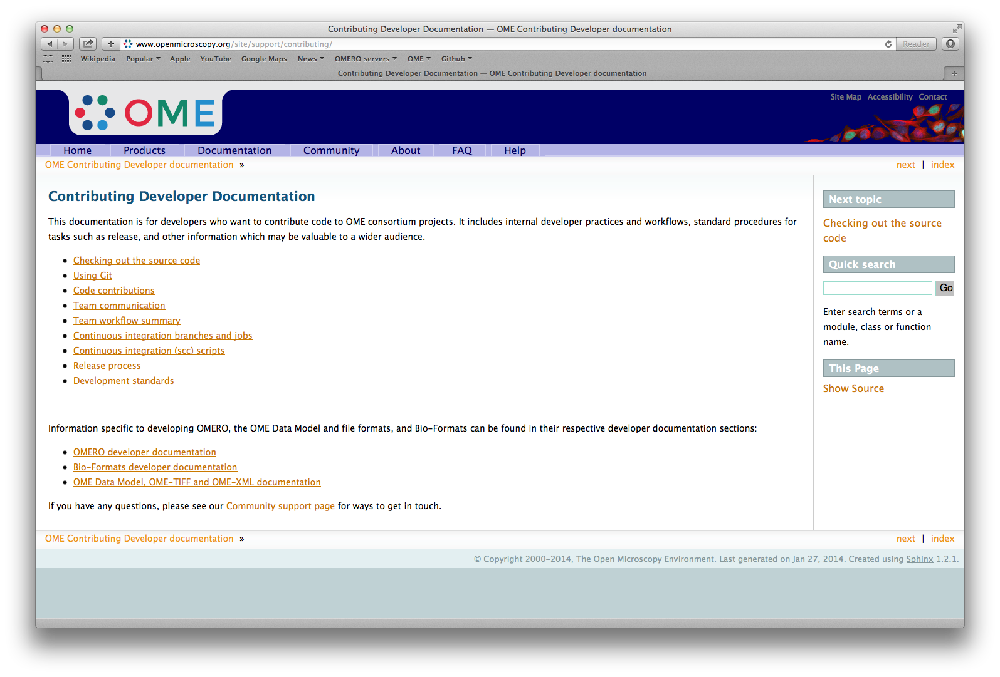 Contributing Developer Documentation — OME Contributing Developer documentation
www.openmicroscopy.org/site/support/contributing/
Reader
Wikipedia Popular Apple YouTube Google Maps News OMERO servers OME Github
Contributing Developer Documentation — OME Contributing Developer documentation
OME
Site Map Accessibility Contact
Home Products Documentation Community About FAQ Help
OME Contributing Developer documentation »
next | index
Contributing Developer Documentation
This documentation is for developers who want to contribute code to OME consortium projects. It includes internal developer practices and workflows, standard procedures for
tasks such as release, and other information which may be valuable to a wider audience.
• Checking out the source code
• Using Git
• Code contributions
• Team communication
• Team workflow summary
• Continuous integration branches and jobs
• Continuous integration (scc) scripts
• Release process
• Development standards
Information specific to developing OMERO, the OME Data Model and file formats, and Bio-Formats can be found in their respective developer documentation sections:
• OMERO developer documentation
• Bio-Formats developer documentation
• OME Data Model, OME-TIFF and OME-XML documentation
If you have any questions, please see our Community support page for ways to get in touch.
Next topic
Checking out the source
code
Quick search
Go
Enter search terms or a
module, class or function
name.
This Page
Show Source
OME Contributing Developer documentation »
next | index
© Copyright 2000-2014, The Open Microscopy Environment. Last generated on Jan 27, 2014. Created using Sphinx 1.2.1.